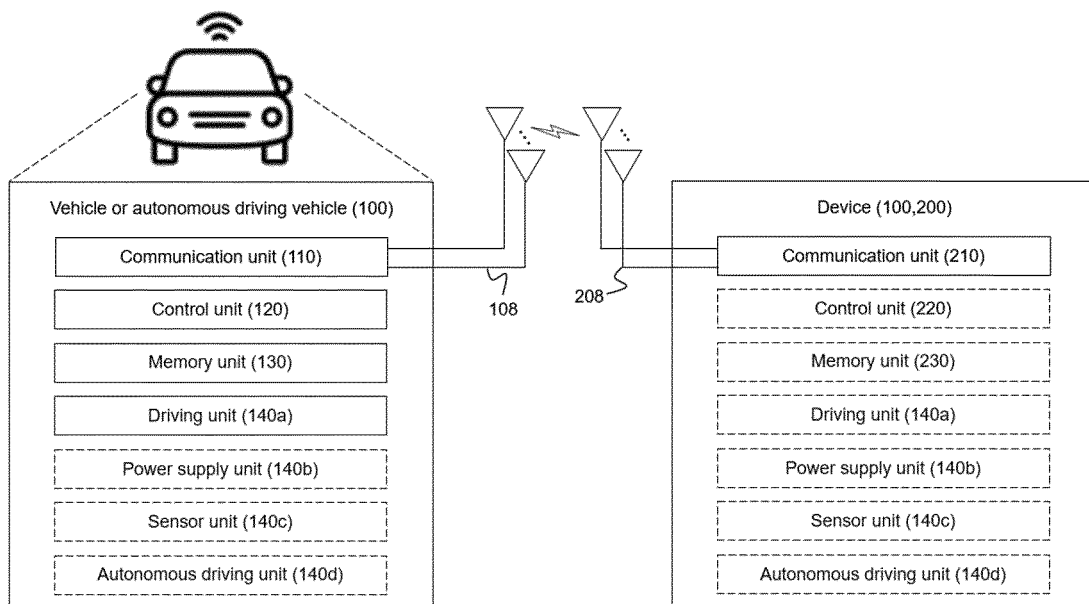 Vehicle or autonomous driving vehicle (100)
Communication unit (110)
Control unit (120)
Memory unit (130)
Driving unit (140a)
Power supply unit (140b)
Sensor unit (140c)
Autonomous driving unit (140d)
108
208
Device (100,200)
Communication unit (210)
Control unit (220)
Memory unit (230)
Driving unit (140a)
Power supply unit (140b)
Sensor unit (140c)
Autonomous driving unit (140d)